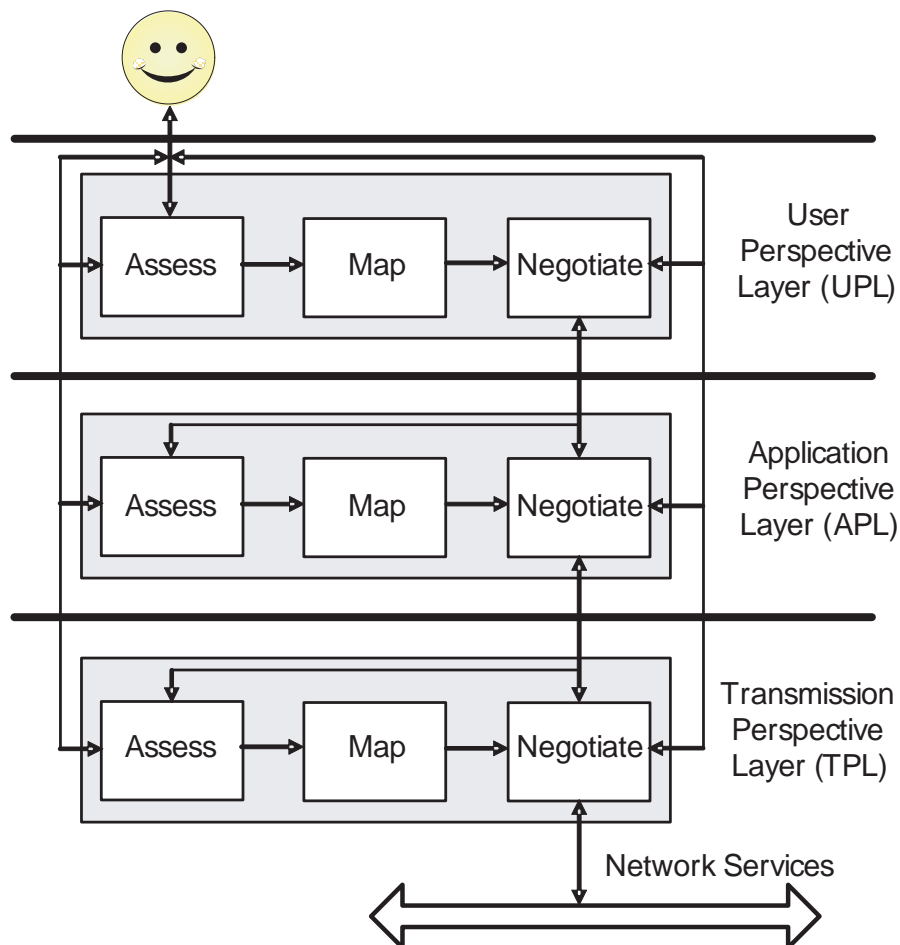 Assess
Map
Negotiate
User
Perspective
Layer (UPL)
Assess
Map
Negotiate
Application
Perspective
Layer (APL)
Assess
Map
Negotiate
Transmission
Perspective
Layer (TPL)
Network Services